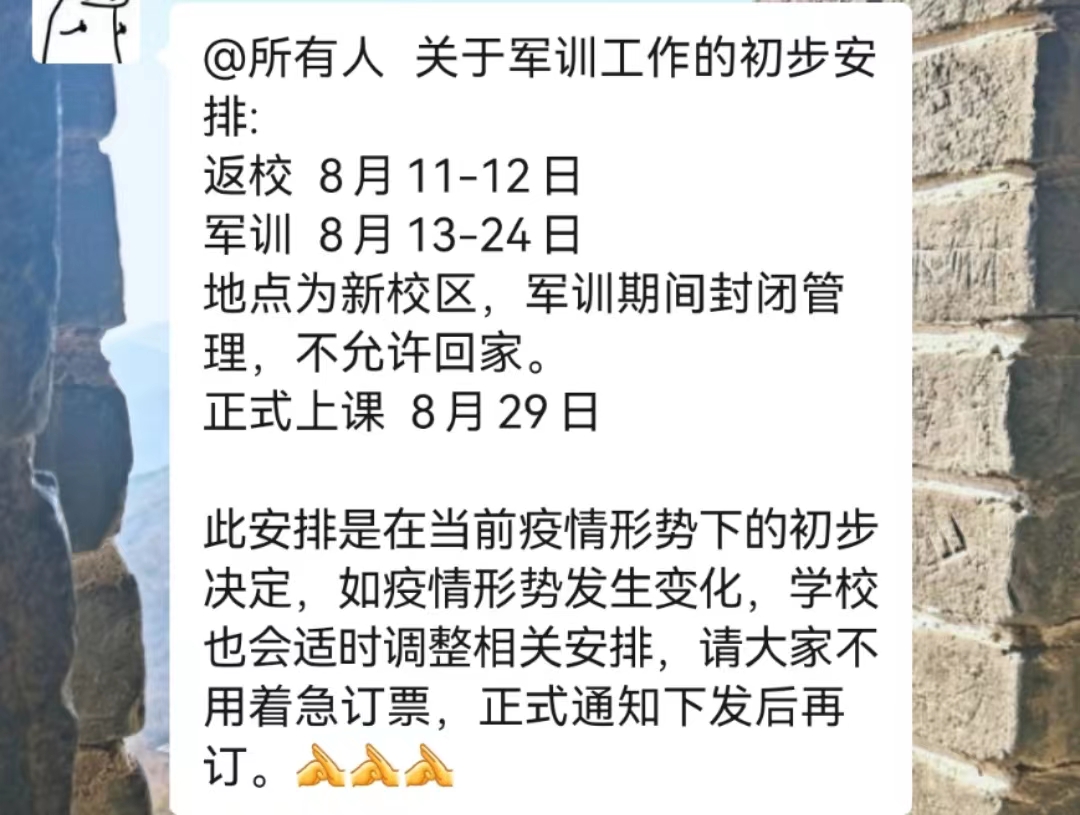 @所有人 关于军训工作的初步安
排:
返校 8月11-12日
军训 8月13-24日
地点为新校区，军训期间封闭管
理，不允许回家。
正式上课 8月29日
此安排是在当前疫情形势下的初步
决定，如疫情形势发生变化，学校
也会适时调整相关安排，请大家不
用着急订票，正式通知下发后再
订。